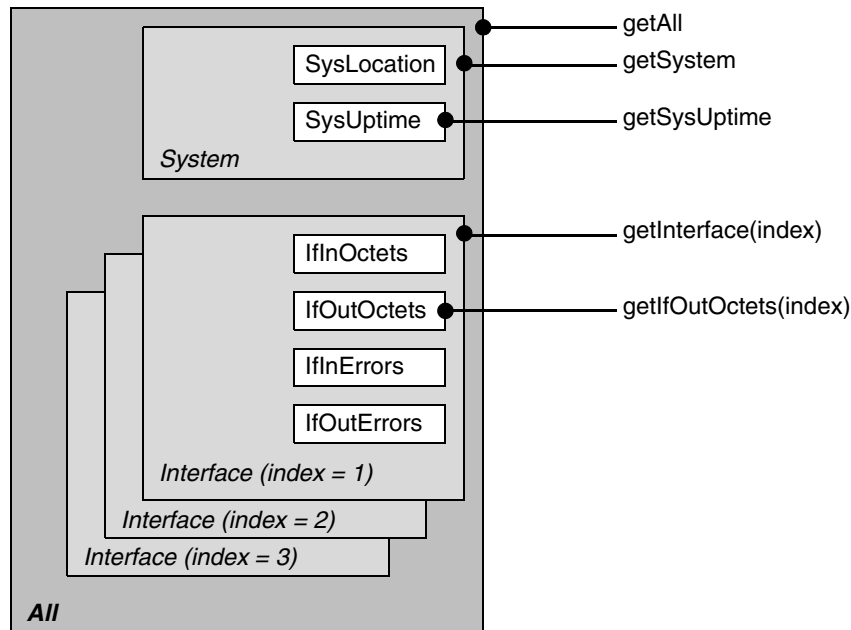 getAll
SysLocation
getSystem
SysUptime
getSysUptime
System
getInterface(index)
IfInOctets
IfOutOctets
getIfOutOctets(index)
IfInErrors
IfOutErrors
Interface (index = 1)
Interface (index = 2)
Interface (index = 3)
All